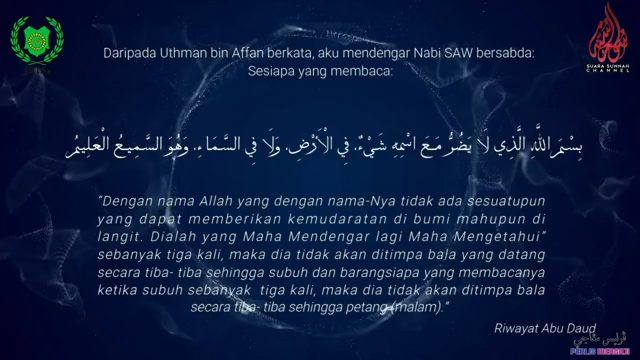 SUARA SUNNAH
CHANNEL
Daripada Uthman bin Affan berkata, aku mendengar Nabi SAW bersabda:
Sesiapa yang membaca:
بِسْمِ اللَّهِ الَّذِي لَا يَضُرُّ مَعَ اسْمِهِ شَيْءٌ. فِي الْأَرْضِ. وَلَا فِي السَّمَاءِ. وَهُوَ السَّمِيعُ الْعَلِيمُ
“Dengan nama Allah yang dengan nama-Nya tidak ada sesuatupun
yang dapat memberikan kemudaratan di bumi mahupun di
langit. Dialah yang Maha Mendengar lagi Maha Mengetahui”
sebanyak tiga kali, maka dia tidak akan ditimpa bala yang datang
secara tiba- tiba sehingga subuh dan barangsiapa yang membacanya
ketika subuh sebanyak  tiga kali, maka dia tidak akan ditimpa bala
secara tiba- tiba sehingga petang (malam).”
Riwayat Abu Daud
ڤرليس مڠاجي
PERLIS MENGAJI